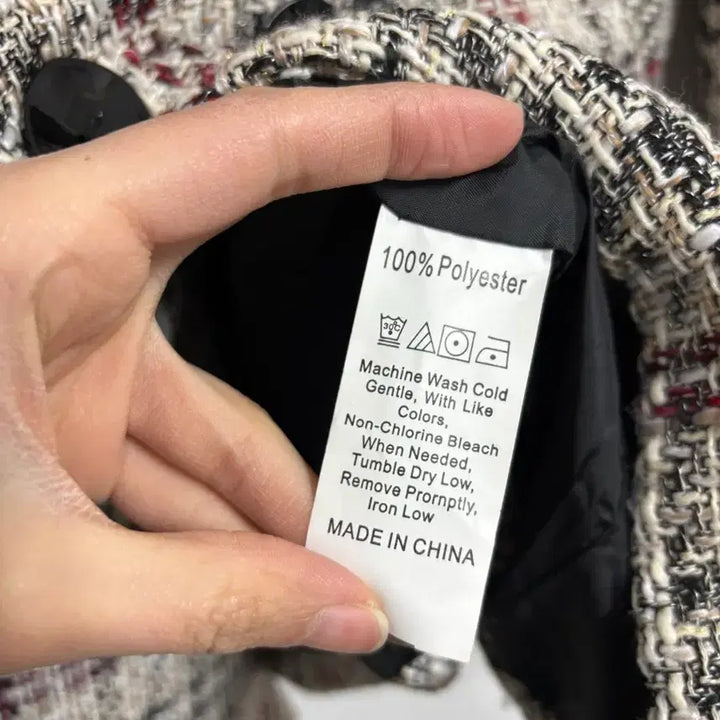 100% Polyester
30°C
Machine Wash Cold
Gentle, With Like
Colors,
Non-Chlorine Bleach
When Needed,
Tumble Dry Low,
Remove Prornptly,
Iron Low
MADE IN CHINA